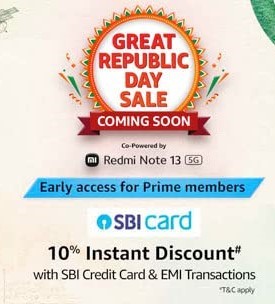 GREAT
REPUBLIC
DAY
SALE
COMING SOON
Co-Powered by
mi Redmi Note 13 5G
Early access for Prime members
SBI card
10% Instant Discount#
with SBI Credit Card & EMI Transactions
*T&C apply